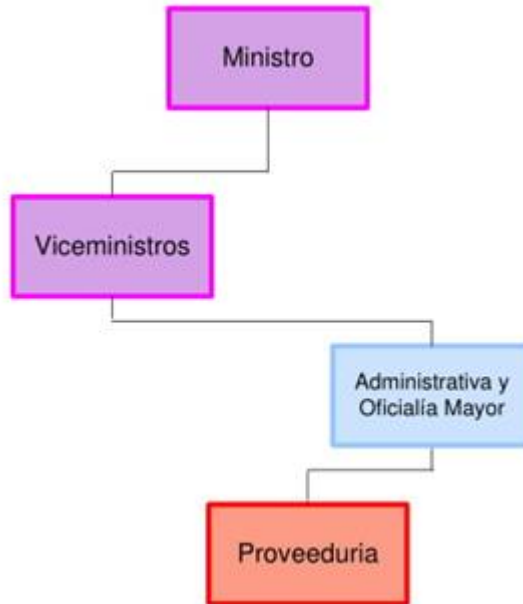 Ministro
Viceministros
Administrativa y
Oficialía Mayor
Proveeduria